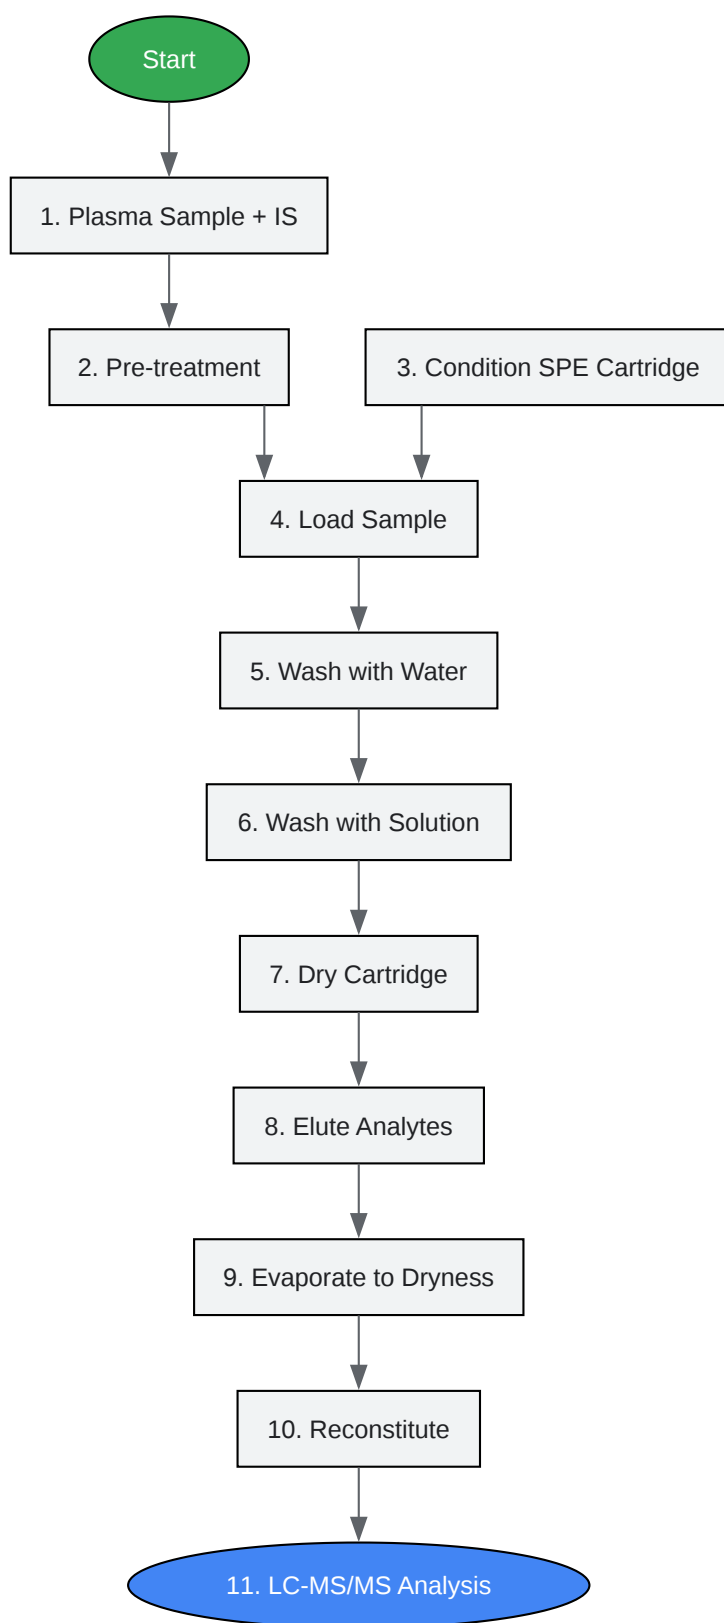 Start
1. Plasma Sample + IS
2. Pre-treatment
3. Condition SPE Cartridge
4. Load Sample
5. Wash with Water
6. Wash with Solution
7. Dry Cartridge
8. Elute Analytes
9. Evaporate to Dryness
10. Reconstitute
11. LC-MS/MS Analysis